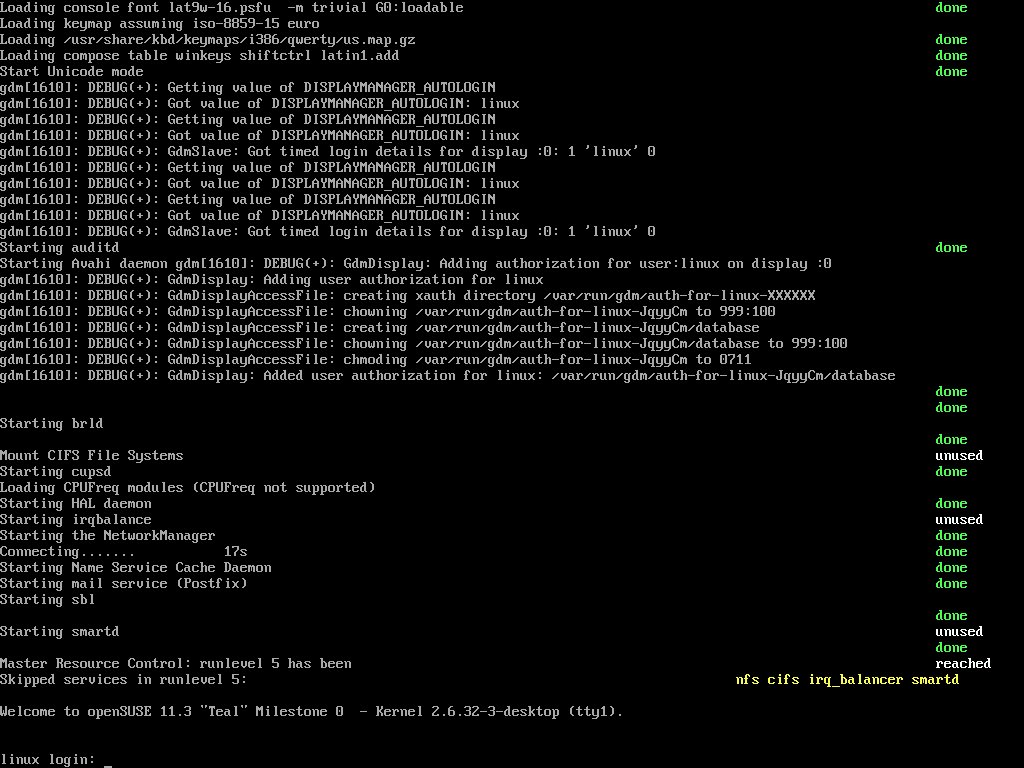 Loading console font lat9w-16.psfu  -m trivial G0:loadable done
Loading keymap assuming iso-8859-15 euro
Loading /usr/share/kbd/keymaps/i386/qwerty/us.map.gz done
Loading compose table winkeys shiftctrl latin1.add done
Start Unicode mode done
gdm[1610]: DEBUG(+): Getting value of DISPLAYMANAGER_AUTOLOGIN
gdm[1610]: DEBUG(+): Got value of DISPLAYMANAGER_AUTOLOGIN: linux
gdm[1610]: DEBUG(+): Getting value of DISPLAYMANAGER_AUTOLOGIN
gdm[1610]: DEBUG(+): Got value of DISPLAYMANAGER_AUTOLOGIN: linux
gdm[1610]: DEBUG(+): GdmSlave: Got timed login details for display :0: 1 'linux' 0
gdm[1610]: DEBUG(+): Getting value of DISPLAYMANAGER_AUTOLOGIN
gdm[1610]: DEBUG(+): Got value of DISPLAYMANAGER_AUTOLOGIN: linux
gdm[1610]: DEBUG(+): Getting value of DISPLAYMANAGER_AUTOLOGIN
gdm[1610]: DEBUG(+): Got value of DISPLAYMANAGER_AUTOLOGIN: linux
gdm[1610]: DEBUG(+): GdmSlave: Got timed login details for display :0: 1 'linux' 0
Starting auditd done
Starting Avahi daemon gdm[1610]: DEBUG(+): GdmDisplay: Adding authorization for user:linux on display :0
gdm[1610]: DEBUG(+): GdmDisplay: Adding user authorization for linux
gdm[1610]: DEBUG(+): GdmDisplayAccessFile: creating xauth directory /var/run/gdm/auth-for-linux-XXXXXX
gdm[1610]: DEBUG(+): GdmDisplayAccessFile: chowning /var/run/gdm/auth-for-linux-JqyyCm to 999:100
gdm[1610]: DEBUG(+): GdmDisplayAccessFile: creating /var/run/gdm/auth-for-linux-JqyyCm/database
gdm[1610]: DEBUG(+): GdmDisplayAccessFile: chowning /var/run/gdm/auth-for-linux-JqyyCm/database to 999:100
gdm[1610]: DEBUG(+): GdmDisplayAccessFile: chmoding /var/run/gdm/auth-for-linux-JqyyCm to 0711
gdm[1610]: DEBUG(+): GdmDisplay: Added user authorization for linux: /var/run/gdm/auth-for-linux-JqyyCm/database
done
done
Starting brld
done
Mount CIFS File Systems unused
Starting cupsd done
Loading CPUFreq modules (CPUFreq not supported)
Starting HAL daemon done
Starting irqbalance unused
Starting the NetworkManager done
Connecting....... 17s done
Starting Name Service Cache Daemon done
Starting mail service (Postfix) done
Starting sbl
done
Starting smartd unused
done
Master Resource Control: runlevel 5 has been reached
Skipped services in runlevel 5: nfs cifs irq_balancer smartd
Welcome to openSUSE 11.3 "Teal" Milestone 0  - Kernel 2.6.32-3-desktop (tty1).
linux login: _